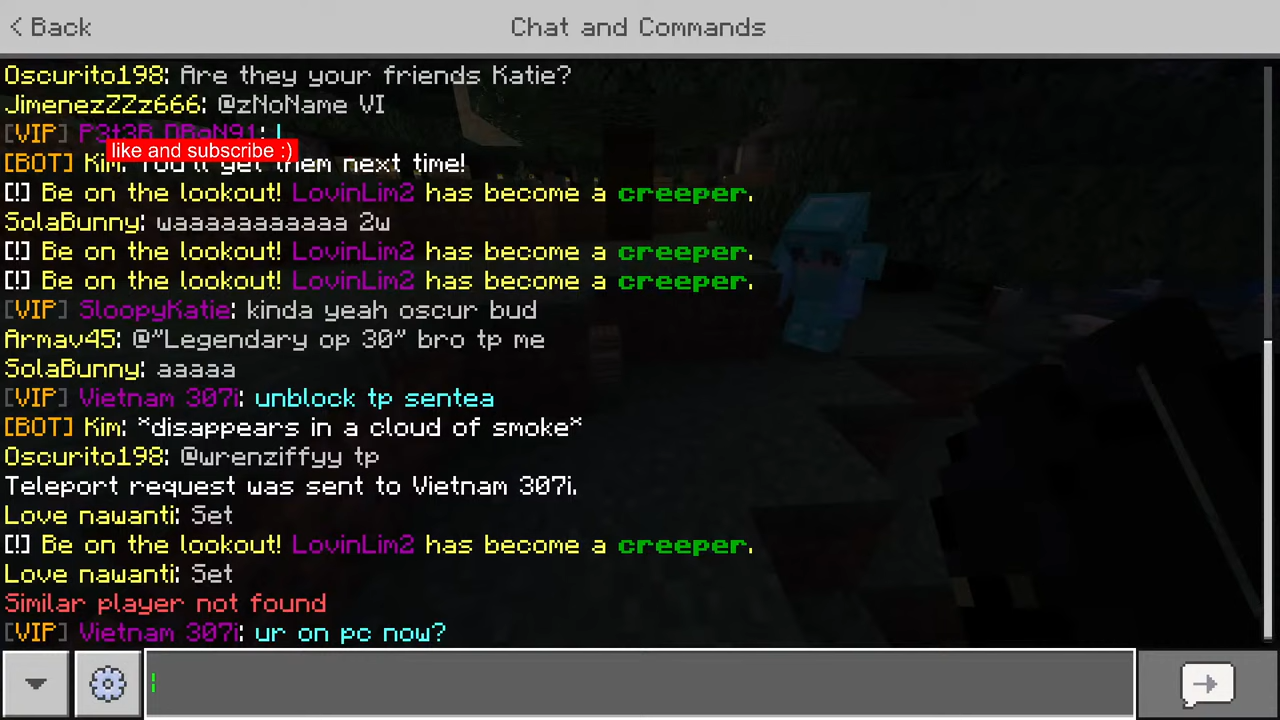 < Back
Chat and Commands
Oscurito198: Are they your friends Katie?
JimenezZZz666: @zNoName VI
[VIP] P3t3R DRaN91: L
like and subscribe :)
[BOT] Kim: You'll get them next time!
[!] Be on the lookout! LovinLim2 has become a creeper.
SolaBunny: waaaaaaaaaaa 2w
[!] Be on the lookout! LovinLim2 has become a creeper.
[!] Be on the lookout! LovinLim2 has become a creeper.
[VIP] SloopyKatie: kinda yeah oscur bud
Armav45: @"Legendary op 30" bro tp me
SolaBunny: aaaaa
[VIP] Vietnam 307i: unblock tp sentea
[BOT] Kim: *disappears in a cloud of smoke*
Oscurito198: @wrenziffyy tp
Teleport request was sent to Vietnam 307i.
Love nawanti: Set
[!] Be on the lookout! LovinLim2 has become a creeper.
Love nawanti: Set
Similar player not found
[VIP] Vietnam 307i: ur on pc now?